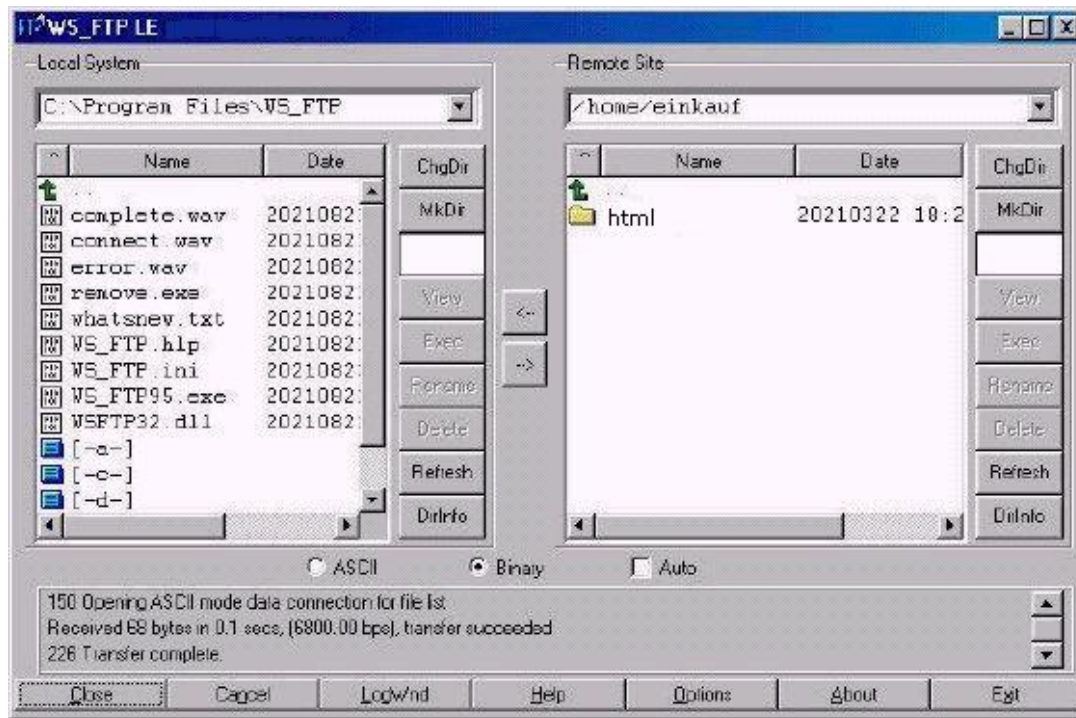 WS_FTP LE
Local System
C:\Program Files\WS_FTP
^ Name Date
..
complete.wav 2021082
connect.wav 2021082
error.wav 2021082
remove.exe 2021082
whatsnew.txt 2021082
WS_FTP.hlp 2021082
WS_FTP.ini 2021082
WS_FTP95.exe 2021082
WSFTP32.dll 2021082
[-a-]
[-c-]
[-d-]
ChgDir
MkDir
View
Exec
Rename
Delete
Refresh
DirInfo
<--
-->
Remote Site
/home/einkauf
^ Name Date
..
html 20210322 18:2
ChgDir
MkDir
View
Exec
Rename
Delete
Refresh
DirInfo
ASCII Binary Auto
150 Opening ASCII mode data connection for file list
Received 68 bytes in 0.1 secs, (6800.00 bps), transfer succeeded
226 Transfer complete.
Close Cancel LogWnd Help Options About Exit